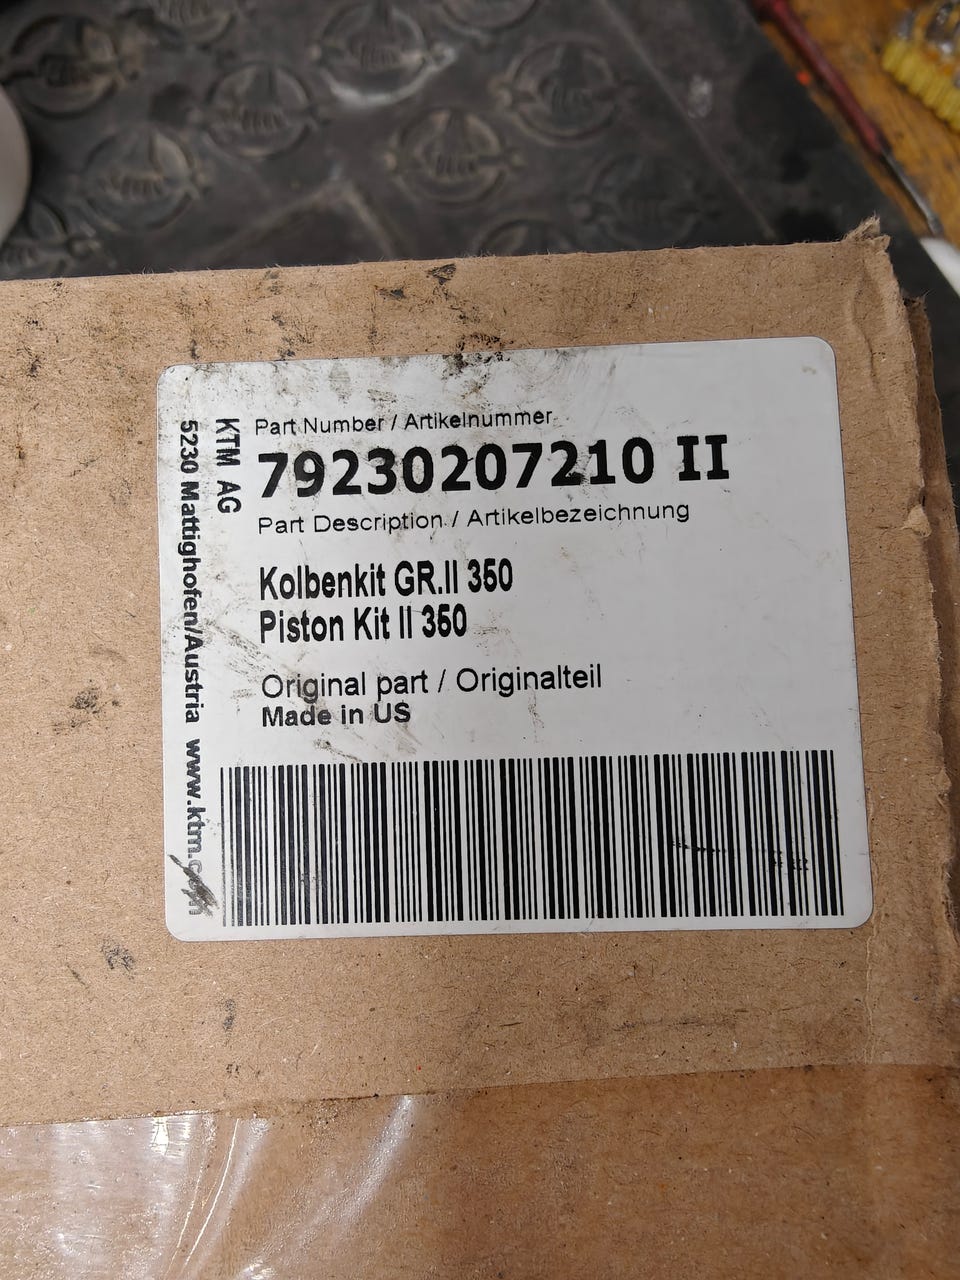 Part Number / Artikelnummer
79230207210 II
Part Description / Artikelbezeichnung
Kolbenkit GR.II 350
Piston Kit II 350
Original part / Originalteil
Made in US
KTM AG
5230 Mattighofen/Austria www.ktm.com